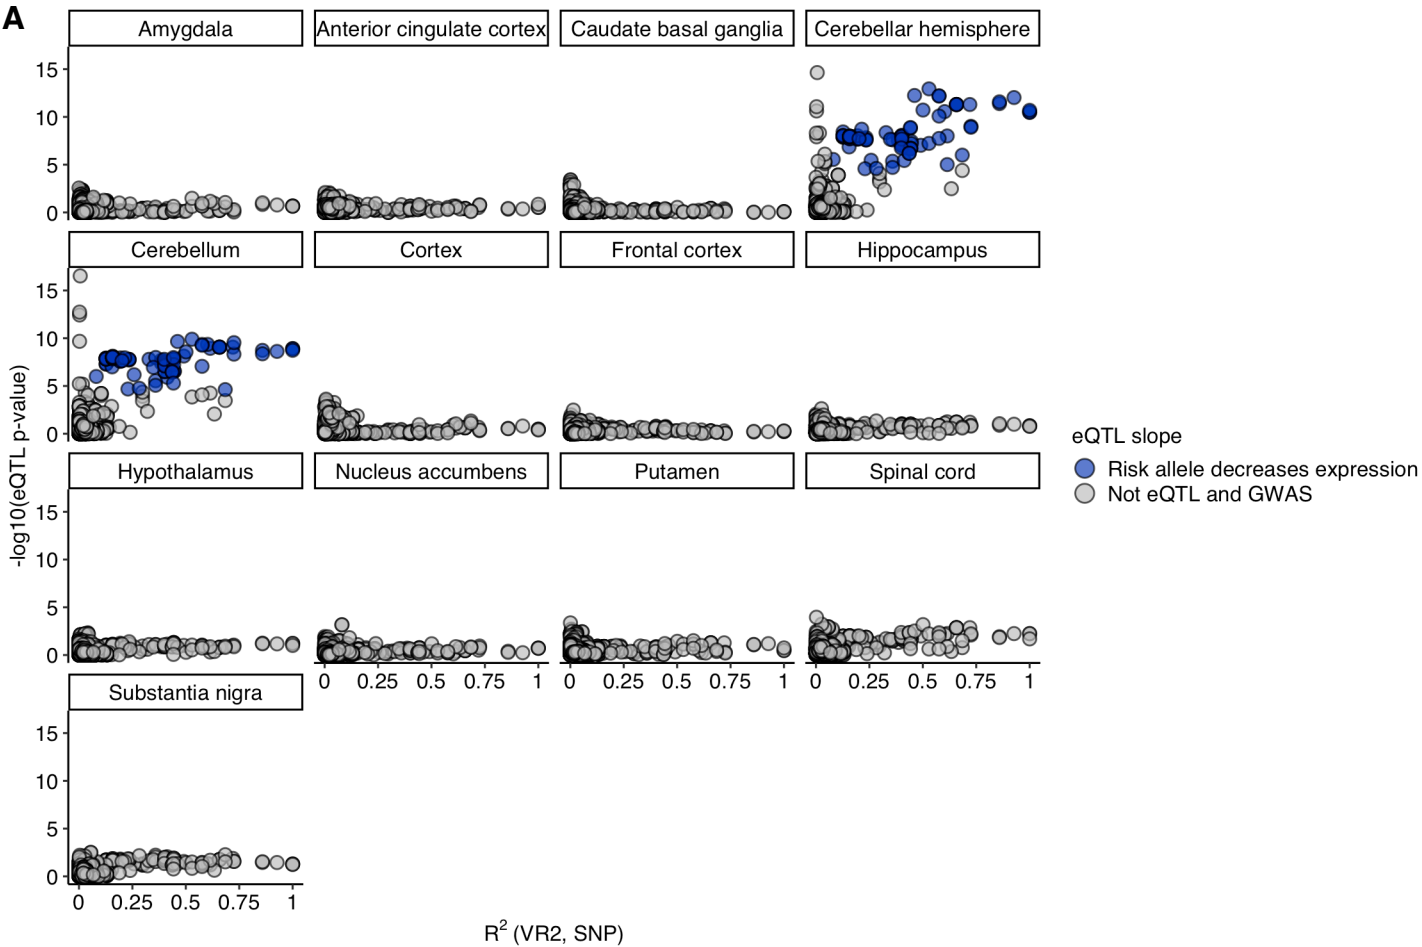 A
Amygdala
Anterior cingulate cortex
Caudate basal ganglia
Cerebellar hemisphere
15
10
5
0
Cerebellum
Cortex
Frontal cortex
Hippocampus
15
10
5
0
-log10(eQTL p-value)
eQTL slope
Risk allele decreases expression
Not eQTL and GWAS
Hypothalamus
Nucleus accumbens
Putamen
Spinal cord
15
10
5
0
0 0.25 0.5 0.75 1
0 0.25 0.5 0.75 1
0 0.25 0.5 0.75 1
Substantia nigra
15
10
5
0
0 0.25 0.5 0.75 1
R² (VR2, SNP)